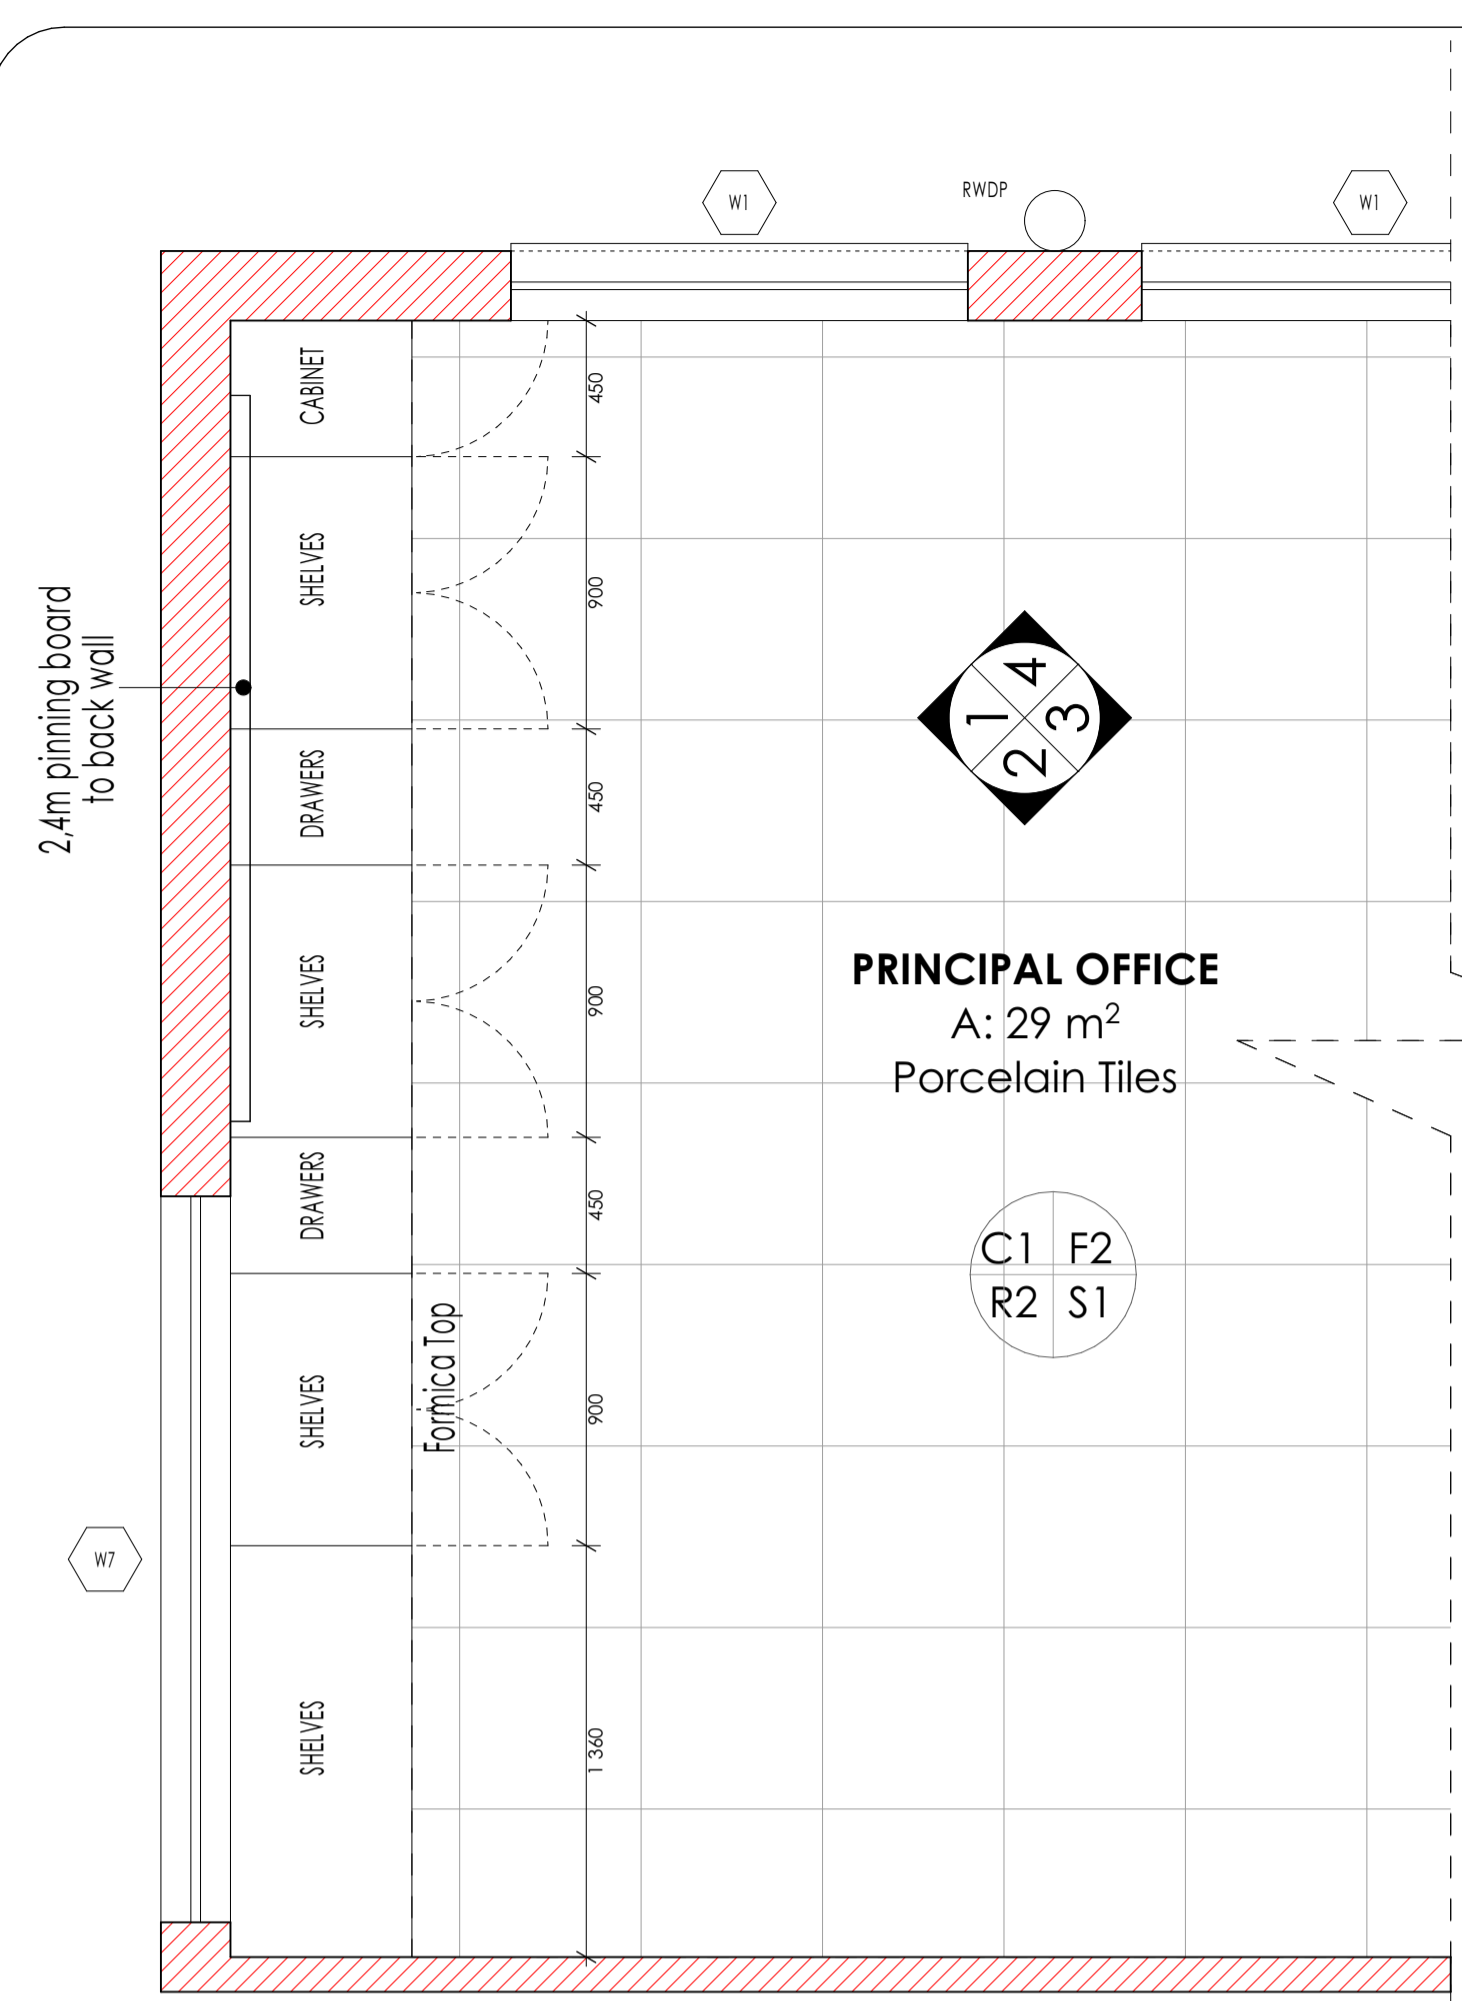 W1
RWDP
W1
CABINET
450
SHELVES
900
2,4m pinning board
to back wall
1
4
2
3
DRAWERS
450
SHELVES
900
PRINCIPAL OFFICE
A: 29 m²
Porcelain Tiles
DRAWERS
450
C1 F2
R2 S1
SHELVES
Formica Top
900
W7
SHELVES
1 360